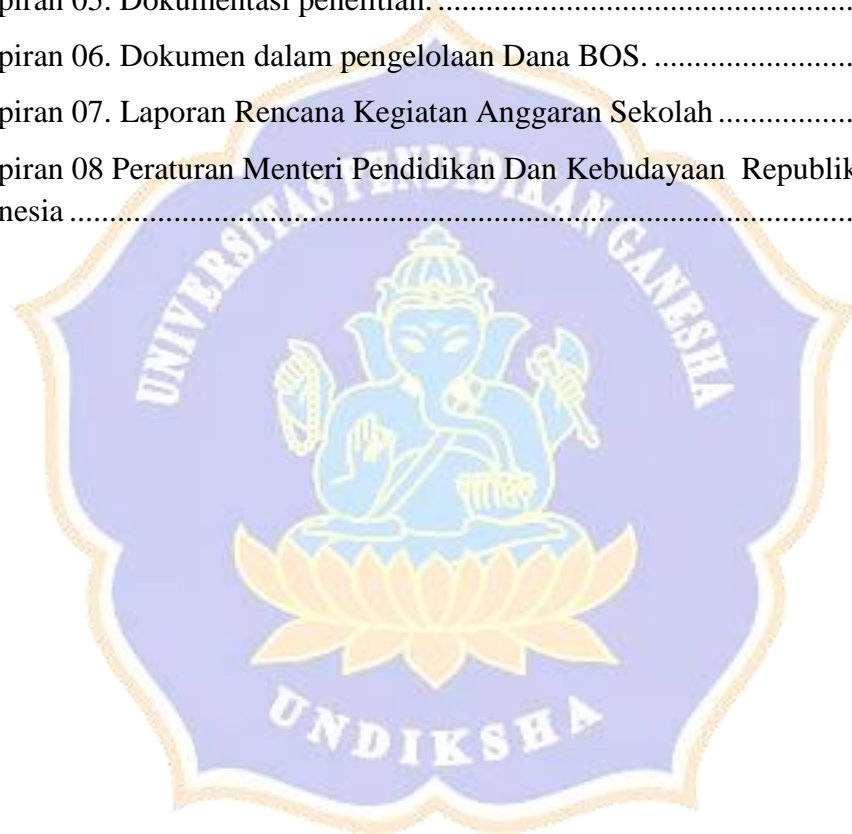 piran 05. Dokumentasi penelitian. ..............................................................
piran 06. Dokumen dalam pengelolaan Dana BOS. .........................
piran 07. Laporan Rencana Kegiatan Anggaran Sekolah .................
piran 08 Peraturan Menteri Pendidikan Dan Kebudayaan  Republik
nesia .......................................................................................................
UNIVERSITAS PENDIDIKAN GANESHA
UNDIKSHA